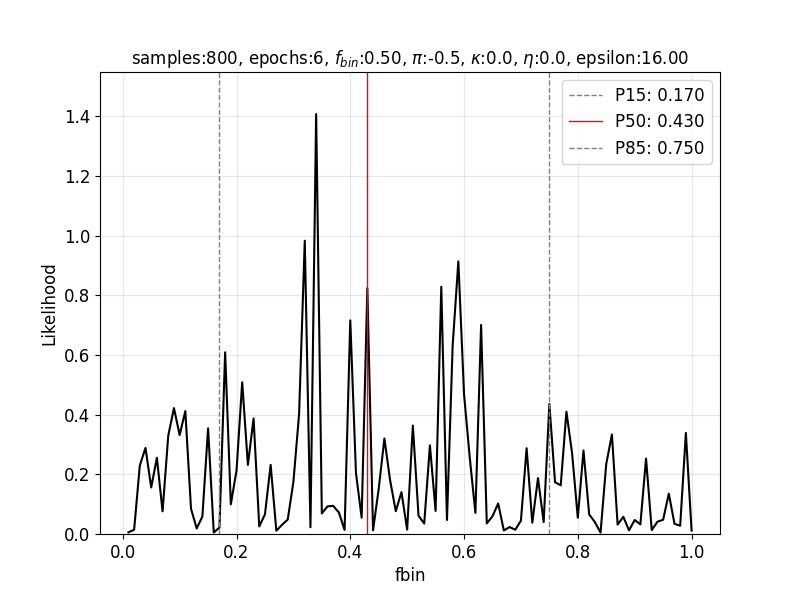 samples:800, epochs:6, f_bin:0.50, π:-0.5, κ:0.0, η:0.0, epsilon:16.00
P15: 0.170
P50: 0.430
P85: 0.750
1.4
1.2
1.0
0.8
0.6
0.4
0.2
0.0
Likelihood
0.0 0.2 0.4 0.6 0.8 1.0
fbin